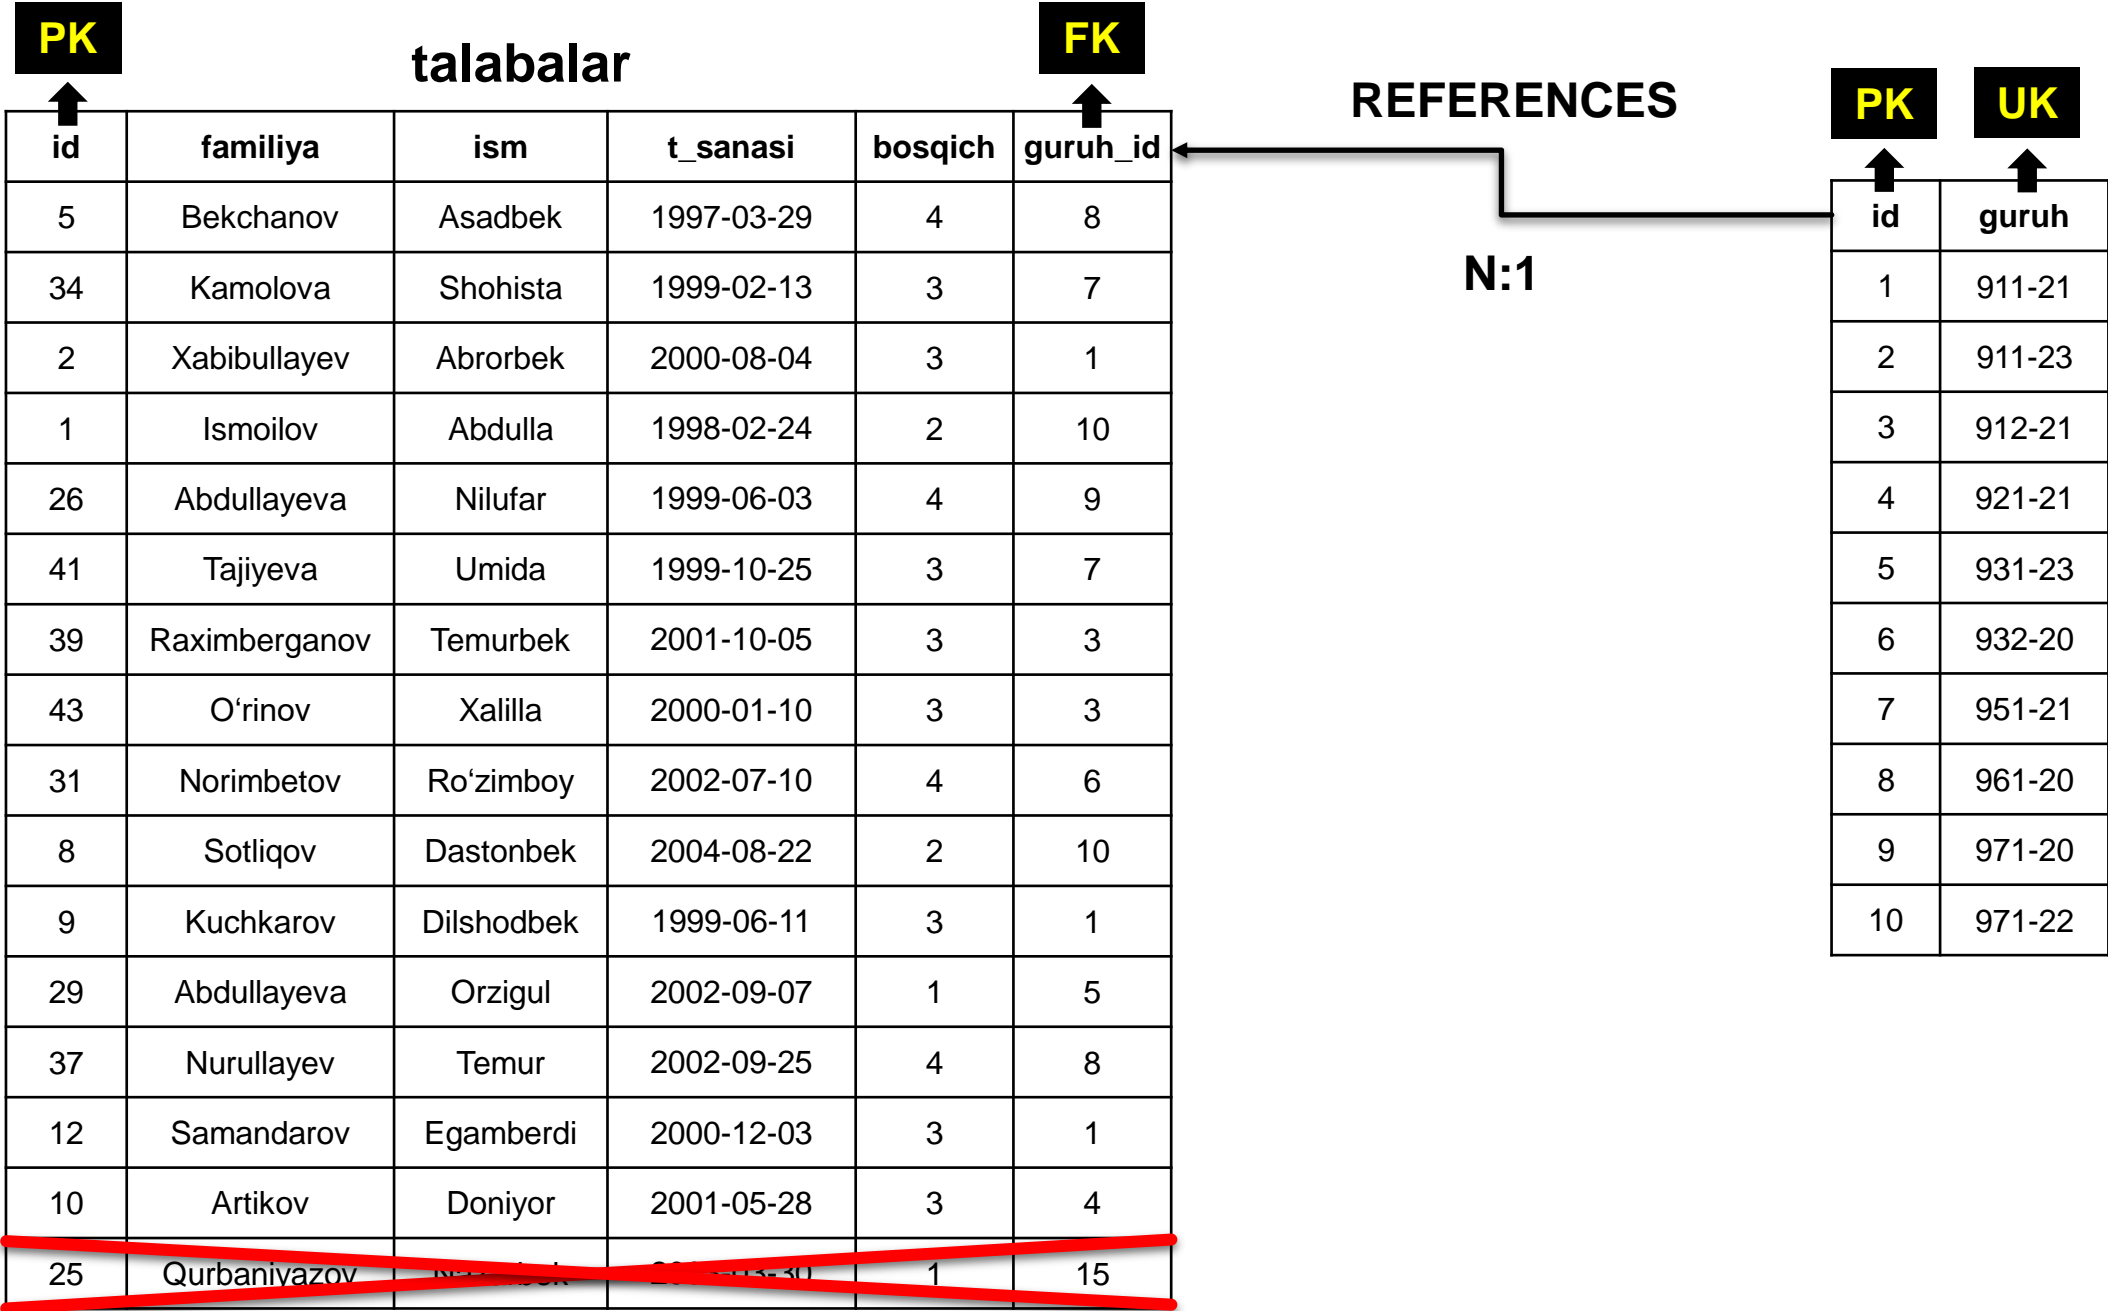 PK
talabalar
FK
REFERENCES
PK UK
N:1
id familiya ism t_sanasi bosqich guruh_id
5 Bekchanov Asadbek 1997-03-29 4 8
34 Kamolova Shohista 1999-02-13 3 7
2 Xabibullayev Abrorbek 2000-08-04 3 1
1 Ismoilov Abdulla 1998-02-24 2 10
26 Abdullayeva Nilufar 1999-06-03 4 9
41 Tajiyeva Umida 1999-10-25 3 7
39 Raximberganov Temurbek 2001-10-05 3 3
43 O‘rinov Xalilla 2000-01-10 3 3
31 Norimbetov Ro‘zimboy 2002-07-10 4 6
8 Sotliqov Dastonbek 2004-08-22 2 10
9 Kuchkarov Dilshodbek 1999-06-11 3 1
29 Abdullayeva Orzigul 2002-09-07 1 5
37 Nurullayev Temur 2002-09-25 4 8
12 Samandarov Egamberdi 2000-12-03 3 1
10 Artikov Doniyor 2001-05-28 3 4
25 Qurbaniyazov 1 15
id guruh
1 911-21
2 911-23
3 912-21
4 921-21
5 931-23
6 932-20
7 951-21
8 961-20
9 971-20
10 971-22